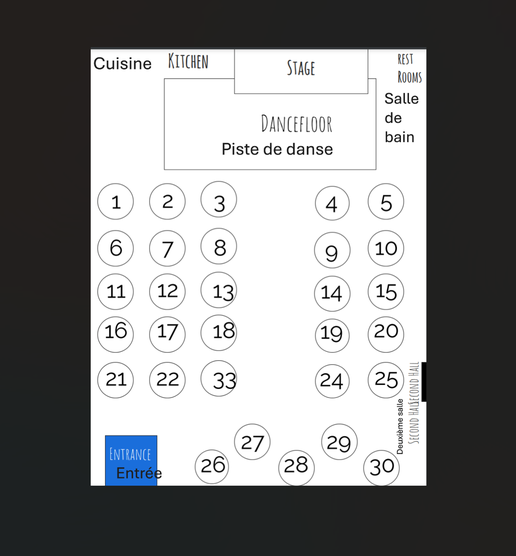 Cuisine KITCHEN STAGE REST
ROOMS
Salle
de
bain
DANCEFLOOR
Piste de danse
1 2 3 4 5
6 7 8 9 10
11 12 13 14 15
16 17 18 19 20
21 22 33 24 25
SECOND HALL
SECOND HALL
Deuxième salle
27 29
26 28 30
ENTRANCE
Entrée